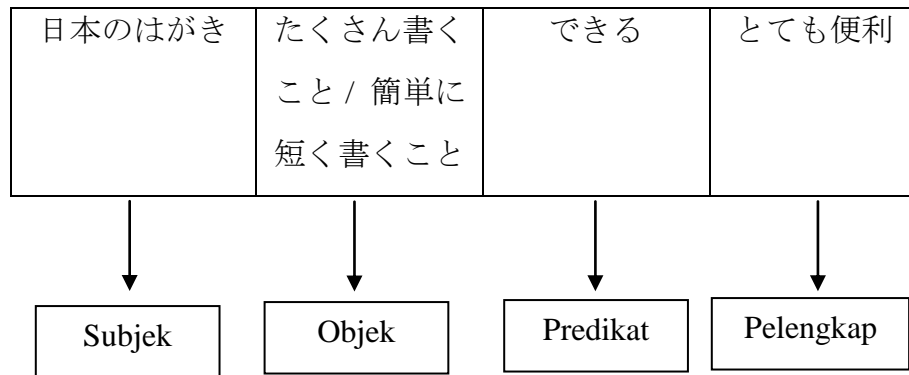 日本のはがき
たくさん書く
こと / 簡単に
短く書くこと
できる
とても便利
Subjek
Objek
Predikat
Pelengkap